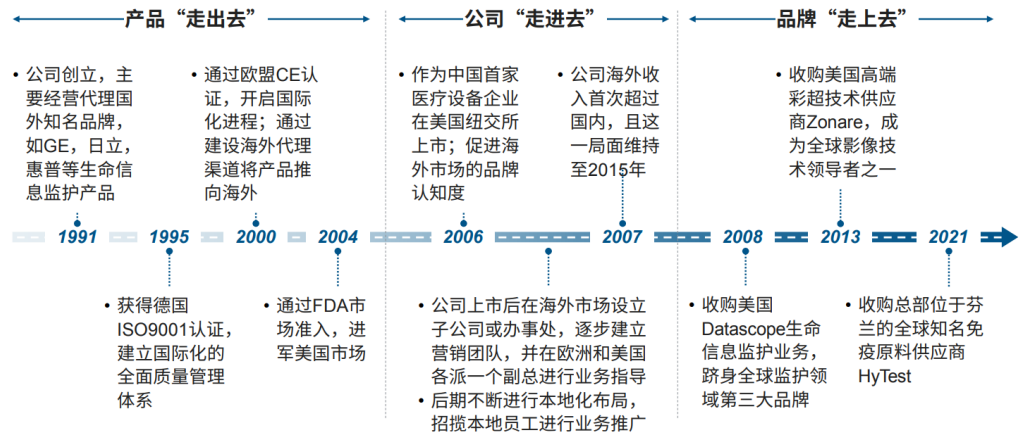 产品“走出去”
公司“走进去”
品牌“走上去”
• 公司创立，主
要经营代理国
外知名品牌，
如GE，日立，
惠普等生命信
息监护产品
• 通过欧盟CE认
证，开启国际
化进程；通过
建设海外代理
渠道将产品推
向海外
• 作为中国首家
医疗设备企业
在美国纽交所
上市；促进海
外市场的品牌
认知度
• 公司海外收
入首次超过
国内，且这
一局面维持
至2015年
• 收购美国高端
彩超技术供应
商Zonare，成
为全球影像技
术领导者之一
1991
1995
2000
2004
2006
2007
2008
2013
2021
• 获得德国
ISO9001认证，
建立国际化的
全面质量管理
体系
• 通过FDA市
场准入，进
军美国市场
• 公司上市后在海外市场设立
子公司或办事处，逐步建立
营销团队，并在欧洲和美国
各派一个副总进行业务指导
• 后期不断进行本地化布局，
招揽本地员工进行业务推广
• 收购美国
Datascope生命
信息监护业务，
跻身全球监护领
域第三大品牌
• 收购总部位于芬
兰的全球知名免
疫原料供应商
HyTest